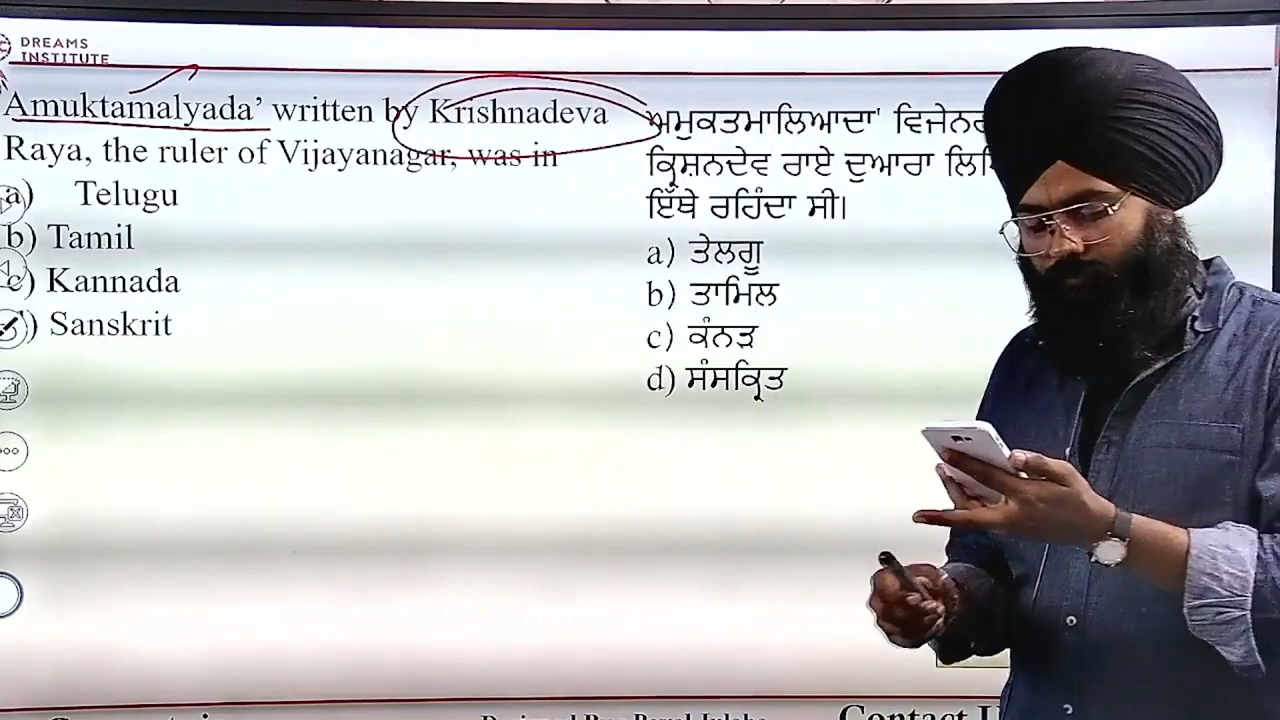 DREAMS
INSTITUTE
Amuktamalyada’ written by Krishnadeva
Raya, the ruler of Vijayanagar, was in
a) Telugu
b) Tamil
c) Kannada
) Sanskrit
ਅਮੁਕਤਮਾਲਿਆਦਾ'
ਕ੍ਰਿਸ਼ਨਦੇਵ ਰਾਏ ਦੁਆਰਾ
ਇੱਥੇ ਰਹਿੰਦਾ ਸੀ।
a) ਤੇਲਗੂ
b) ਤਾਮਿਲ
c) ਕੰਨੜ
d) ਸੰਸਕ੍ਰਿਤ
Contact